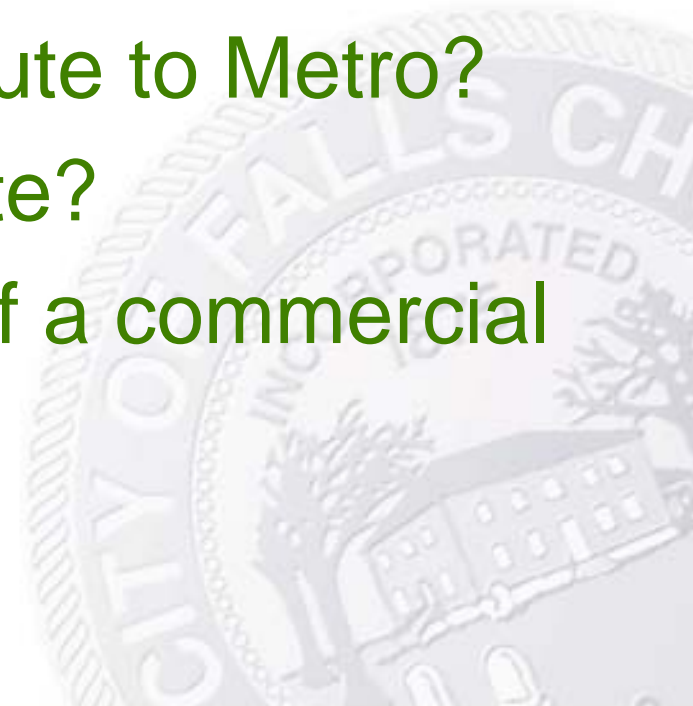 ute to Metro?
te?
f a commercial
CITY OF FALLS CH
INCORPORATED